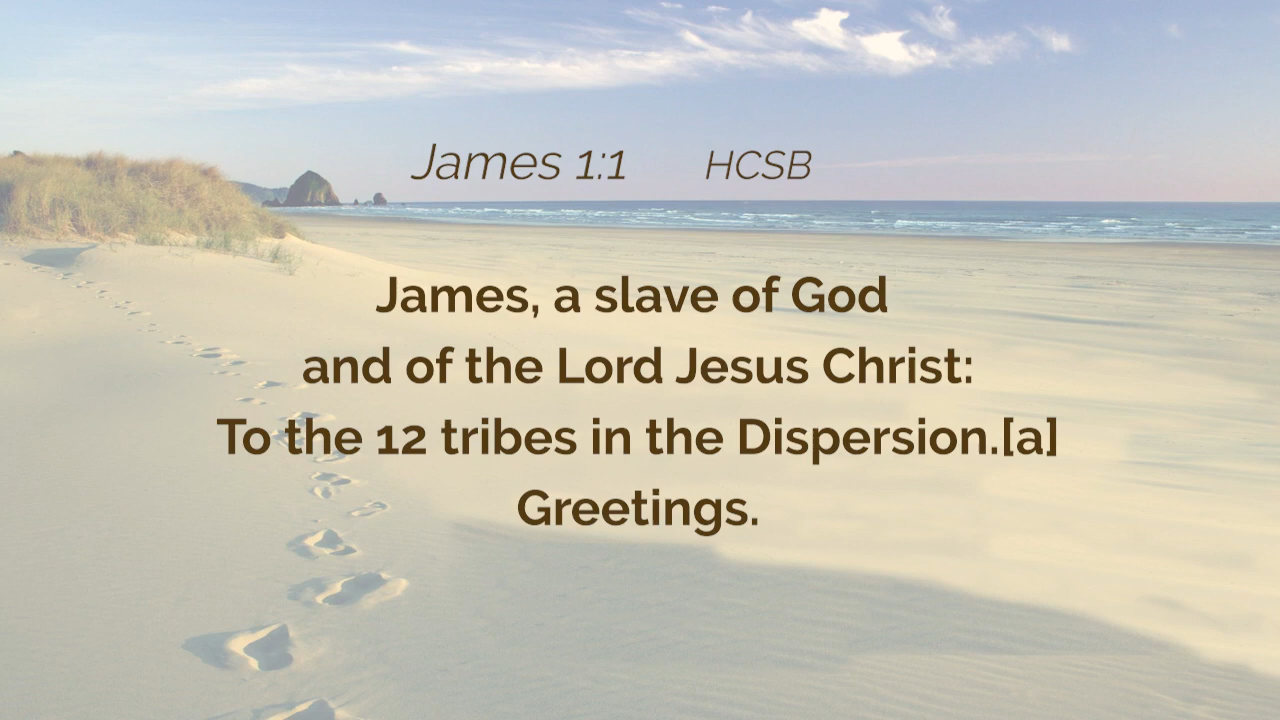 James 1:1 HCSB
James, a slave of God
and of the Lord Jesus Christ:
To the 12 tribes in the Dispersion.[a]
Greetings.